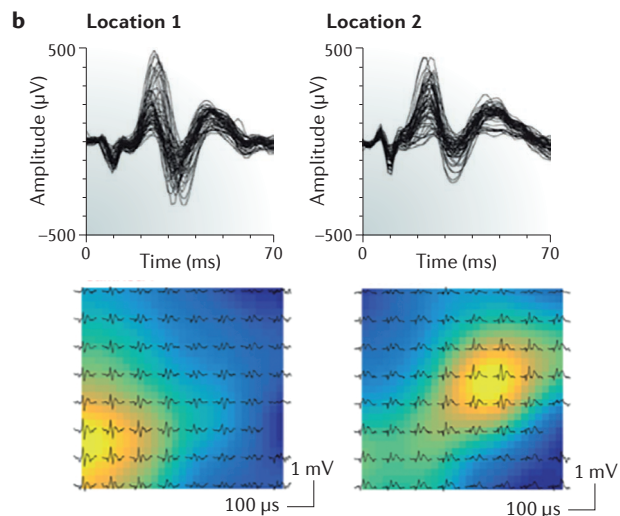 b Location 1 Location 2
500 500
Amplitude (µV) Amplitude (µV)
−500 −500
0 70 0 70
Time (ms) Time (ms)
1 mV 1 mV
100 µs 100 µs